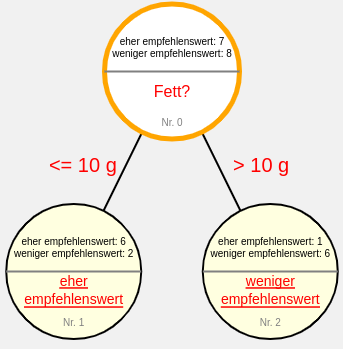 eher empfehlenswert: 7
weniger empfehlenswert: 8
Fett?
Nr. 0
<= 10 g
> 10 g
eher empfehlenswert: 6
weniger empfehlenswert: 2
eher
empfehlenswert
Nr. 1
eher empfehlenswert: 1
weniger empfehlenswert: 6
weniger
empfehlenswert
Nr. 2